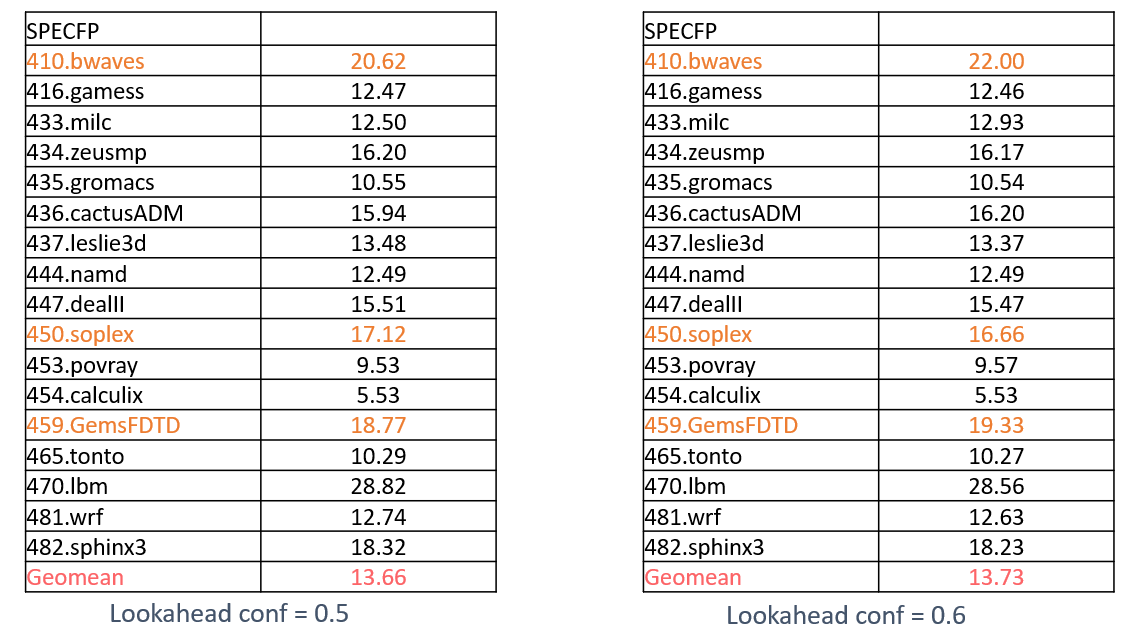 SPECFP
410.bwaves 20.62
416.gamess 12.47
433.milc 12.50
434.zeusmp 16.20
435.gromacs 10.55
436.cactusADM 15.94
437.leslie3d 13.48
444.namd 12.49
447.dealII 15.51
450.soplex 17.12
453.povray 9.53
454.calculix 5.53
459.GemsFDTD 18.77
465.tonto 10.29
470.lbm 28.82
481.wrf 12.74
482.sphinx3 18.32
Geomean 13.66
Lookahead conf = 0.5
SPECFP
410.bwaves 22.00
416.gamess 12.46
433.milc 12.93
434.zeusmp 16.17
435.gromacs 10.54
436.cactusADM 16.20
437.leslie3d 13.37
444.namd 12.49
447.dealII 15.47
450.soplex 16.66
453.povray 9.57
454.calculix 5.53
459.GemsFDTD 19.33
465.tonto 10.27
470.lbm 28.56
481.wrf 12.63
482.sphinx3 18.23
Geomean 13.73
Lookahead conf = 0.6